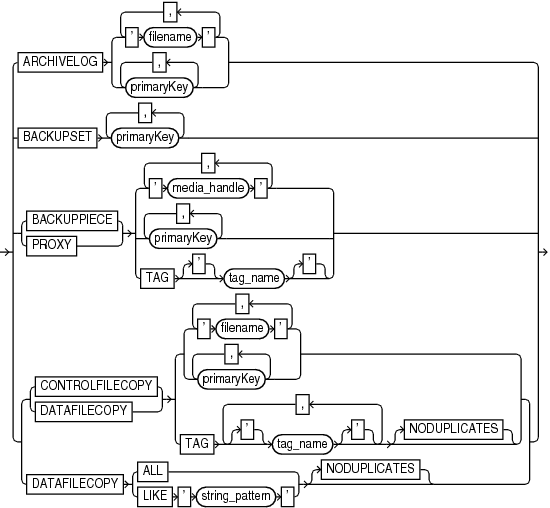 ,
' filename '
ARCHIVELOG
,
primaryKey
,
BACKUPSET primaryKey
,
' media_handle '
,
BACKUPPIECE
primaryKey
PROXY
' '
TAG tag_name
,
' filename '
,
primaryKey
CONTROLFILECOPY
DATAFILECOPY
,
' ' NODUPLICATES
TAG tag_name
ALL NODUPLICATES
DATAFILECOPY
LIKE ' string_pattern '